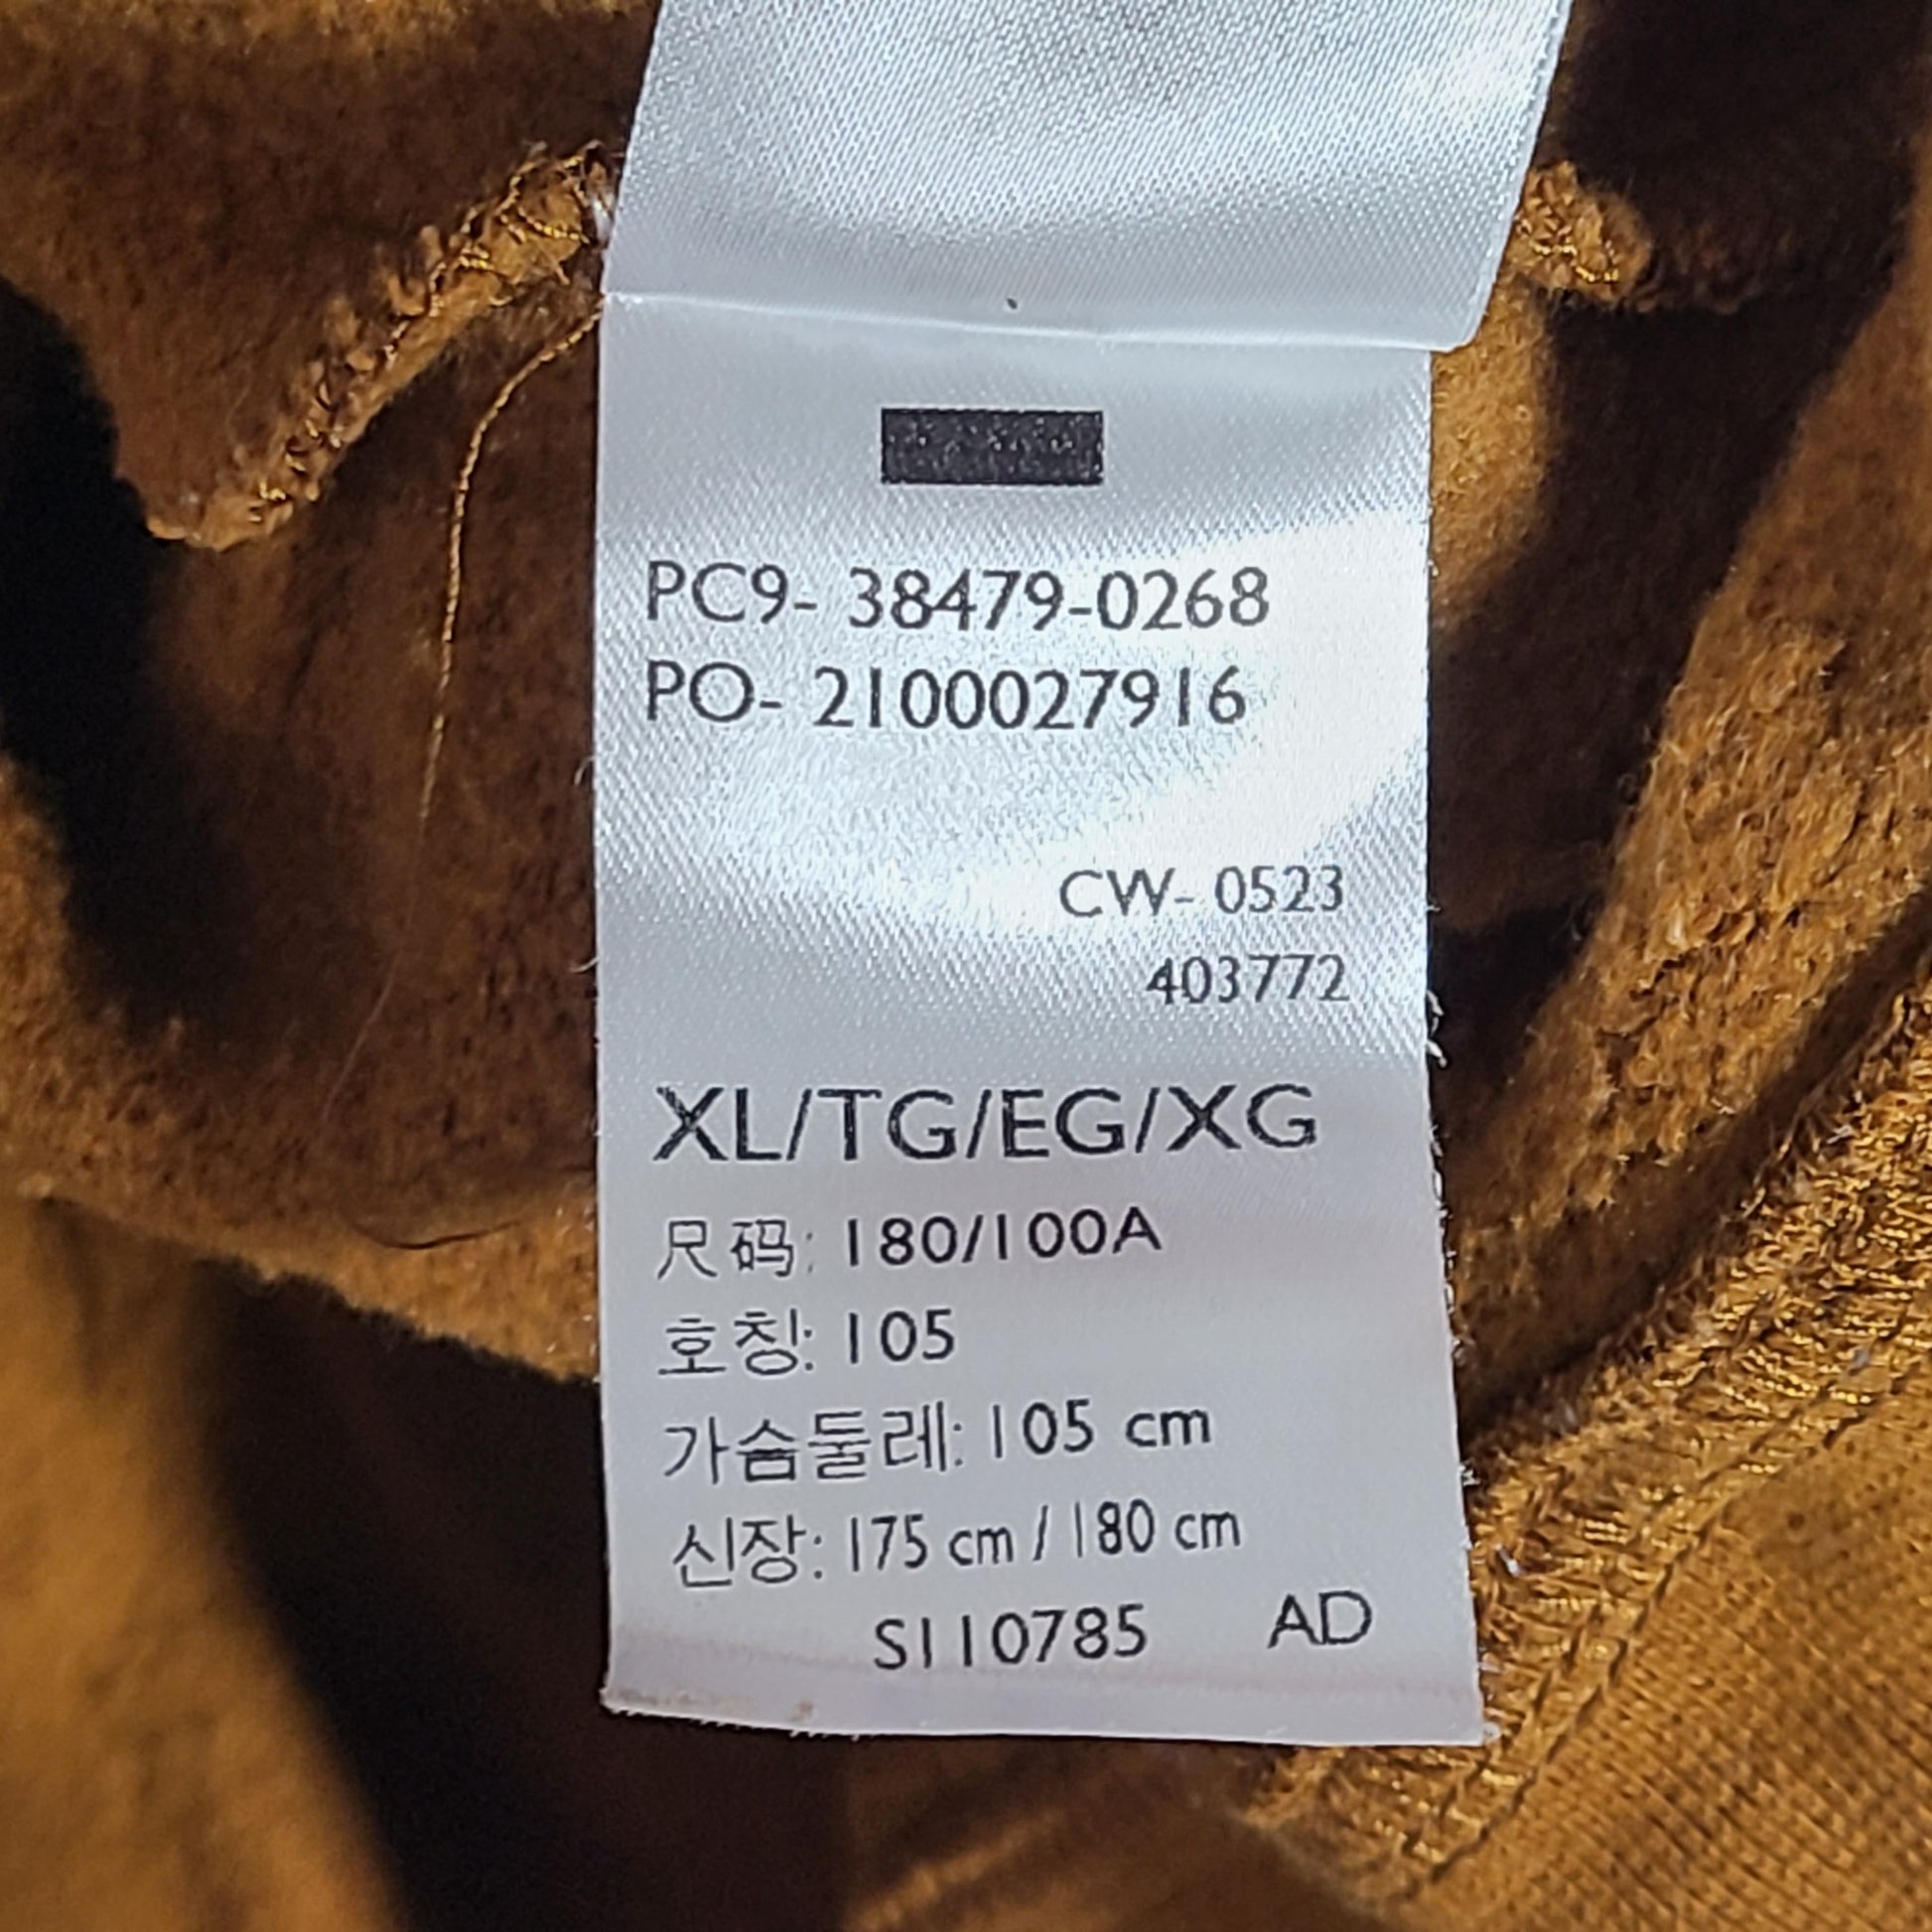 PC9- 38479-0268
PO- 2100027916
CW- 0523
403772
XL/TG/EG/XG
尺码: 180/100A
호칭: 105
가슴둘레: 105 cm
신장: 175 cm / 180 cm
S110785 AD